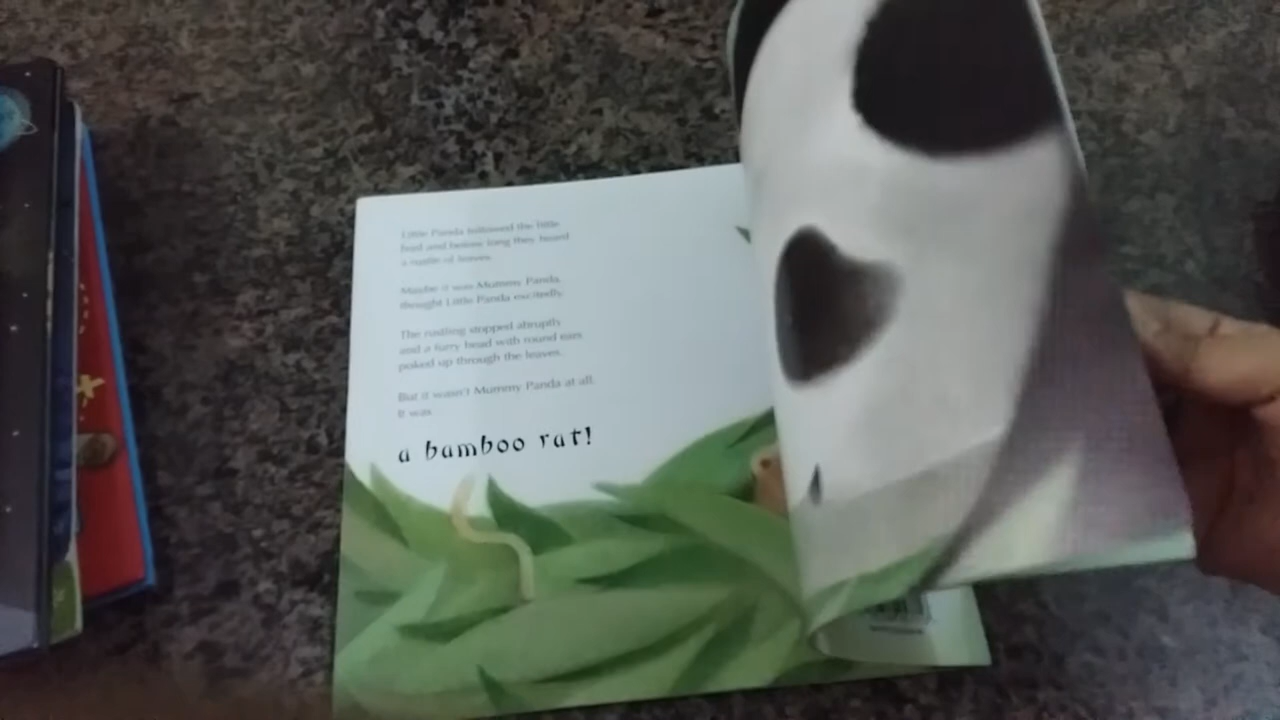 Little Panda followed the little
bird and before long they heard
a rustle of leaves.
Maybe it was Mummy Panda,
thought Little Panda excitedly.
The rustling stopped abruptly
and a furry head with round ears
poked up through the leaves.
But it wasn't Mummy Panda at all.
It was
a bamboo rat!